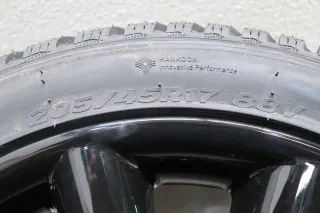 HANKOOK
Innovative Performance
205/45R17 88V